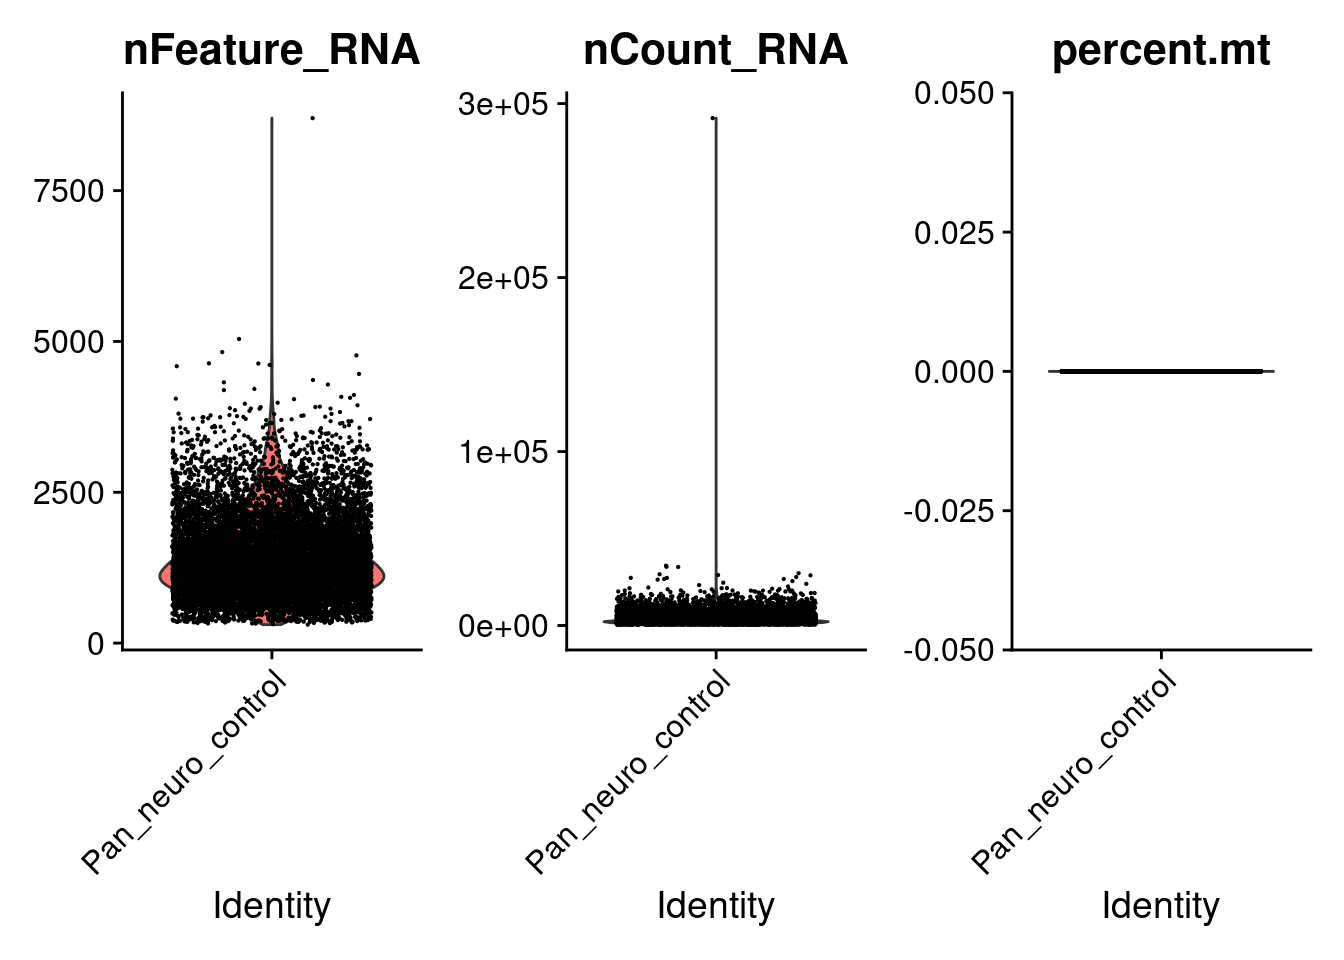 nFeature_RNA
7500
5000
2500
0
Pan_neuro_control
Identity
nCount_RNA
3e+05
2e+05
1e+05
0e+00
Pan_neuro_control
Identity
percent.mt
0.050
0.025
0.000
-0.025
-0.050
Pan_neuro_control
Identity